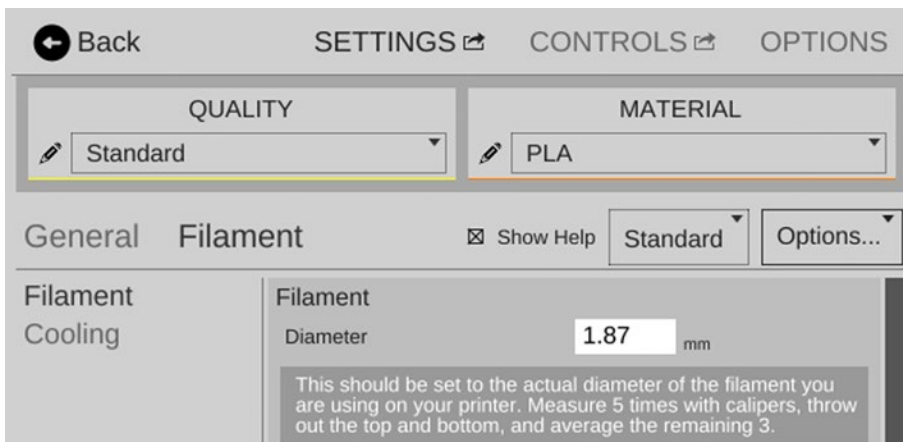 Back SETTINGS CONTROLS OPTIONS
QUALITY MATERIAL
Standard PLA
General Filament Show Help Standard Options...
Filament Filament
Cooling Diameter 1.87 mm
This should be set to the actual diameter of the filament you
are using on your printer. Measure 5 times with calipers, throw
out the top and bottom, and average the remaining 3.